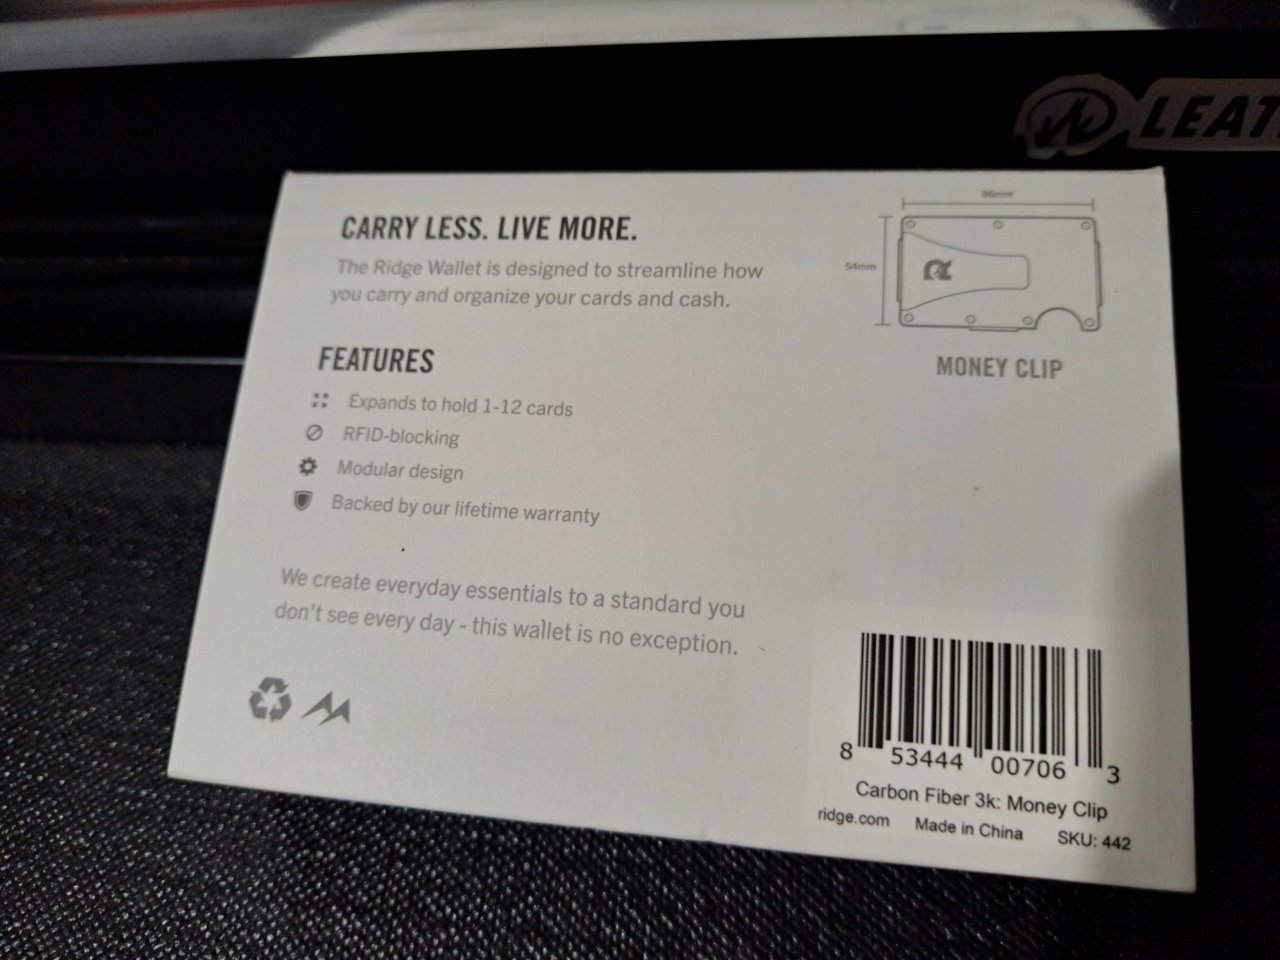 LEAT
CARRY LESS. LIVE MORE.
The Ridge Wallet is designed to streamline how
you carry and organize your cards and cash.
86mm
54mm
MONEY CLIP
FEATURES
Expands to hold 1-12 cards
RFID-blocking
Modular design
Backed by our lifetime warranty
We create everyday essentials to a standard you
don't see every day - this wallet is no exception.
8 53444 00706 3
Carbon Fiber 3k: Money Clip
ridge.com Made in China SKU: 442